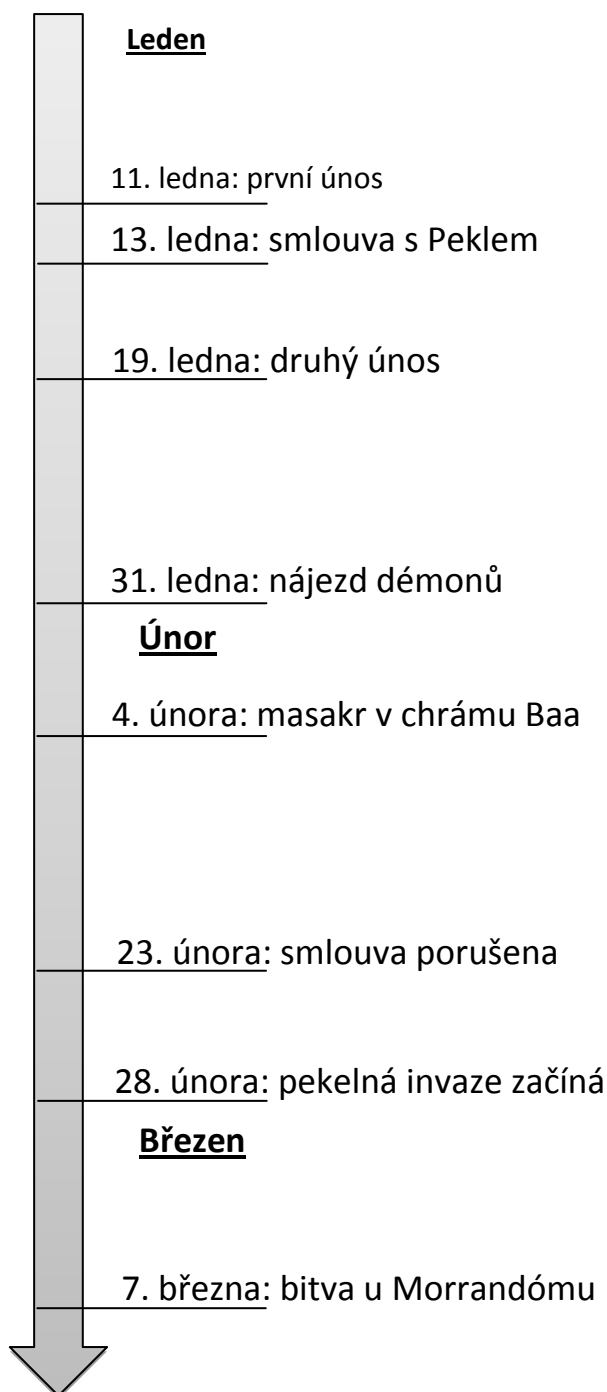 Leden
11. ledna: první únos
13. ledna: smlouva s Peklem
19. ledna: druhý únos
31. ledna: nájezd démonů
Únor
4. února: masakr v chrámu Baa
23. února: smlouva porušena
28. února: pekelná invaze začíná
Březen
7. března: bitva u Morrandómu